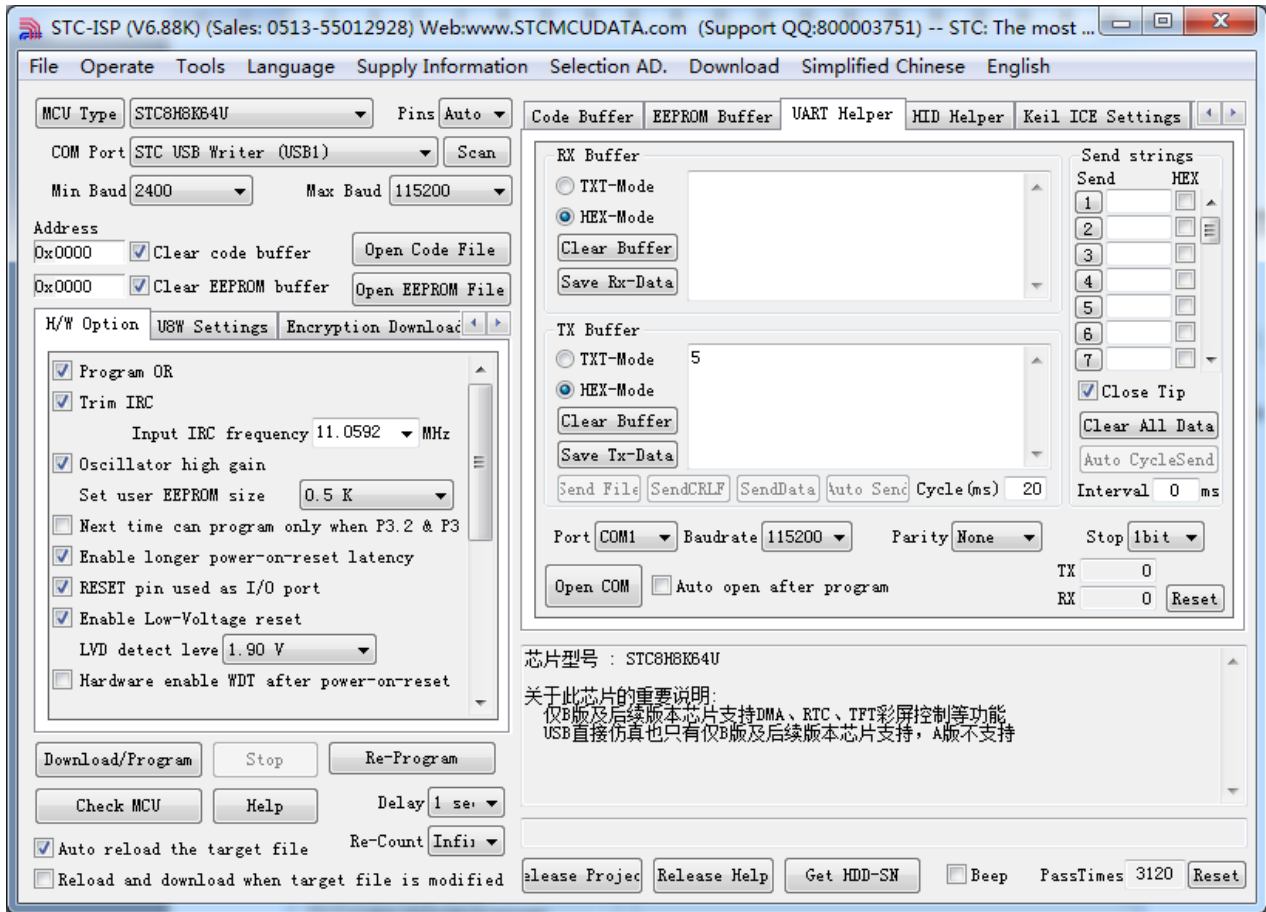 STC-ISP (V6.88K) (Sales: 0513-55012928) Web:www.STCMCUDATA.com (Support QQ:800003751) -- STC: The most ...
File Operate Tools Language Supply Information Selection AD. Download Simplified Chinese English
MCU Type STC8H8K64U Pins Auto
COM Port STC USB Writer (USB1) Scan
Min Baud 2400 Max Baud 115200
Address
0x0000 Clear code buffer Open Code File
0x0000 Clear EEPROM buffer Open EEPROM File
H/W Option U8W Settings Encryption Download
Program OR
Trim IRC
Input IRC frequency 11.0592 MHz
Oscillator high gain
Set user EEPROM size 0.5 K
Next time can program only when P3.2 & P3
Enable longer power-on-reset latency
RESET pin used as I/O port
Enable Low-Voltage reset
LVD detect leve 1.90 V
Hardware enable WDT after power-on-reset
Download/Program Stop Re-Program
Check MCU Help Delay 1 se
Auto reload the target file Re-Count Infi
Reload and download when target file is modified
Code Buffer EEPROM Buffer UART Helper HID Helper Keil ICE Settings
RX Buffer
TXT-Mode
HEX-Mode
Clear Buffer
Save Rx-Data
TX Buffer
TXT-Mode 5
HEX-Mode
Clear Buffer
Save Tx-Data
Send File SendCRLF SendData Auto Send Cycle(ms) 20
Send strings
Send HEX
1
2
3
4
5
6
7
Close Tip
Clear All Data
Auto CycleSend
Interval 0 ms
Port COM1 Baudrate 115200 Parity None Stop 1bit
Open COM Auto open after program
TX 0
RX 0 Reset
芯片型号 : STC8H8K64U
关于此芯片的重要说明:
仅B版及后续版本芯片支持DMA、RTC、TFT彩屏控制等功能
USB直接仿真也只有仅B版及后续版本芯片支持，A版不支持
elease Projec Release Help Get HDD-SN Beep PassTimes 3120 Reset